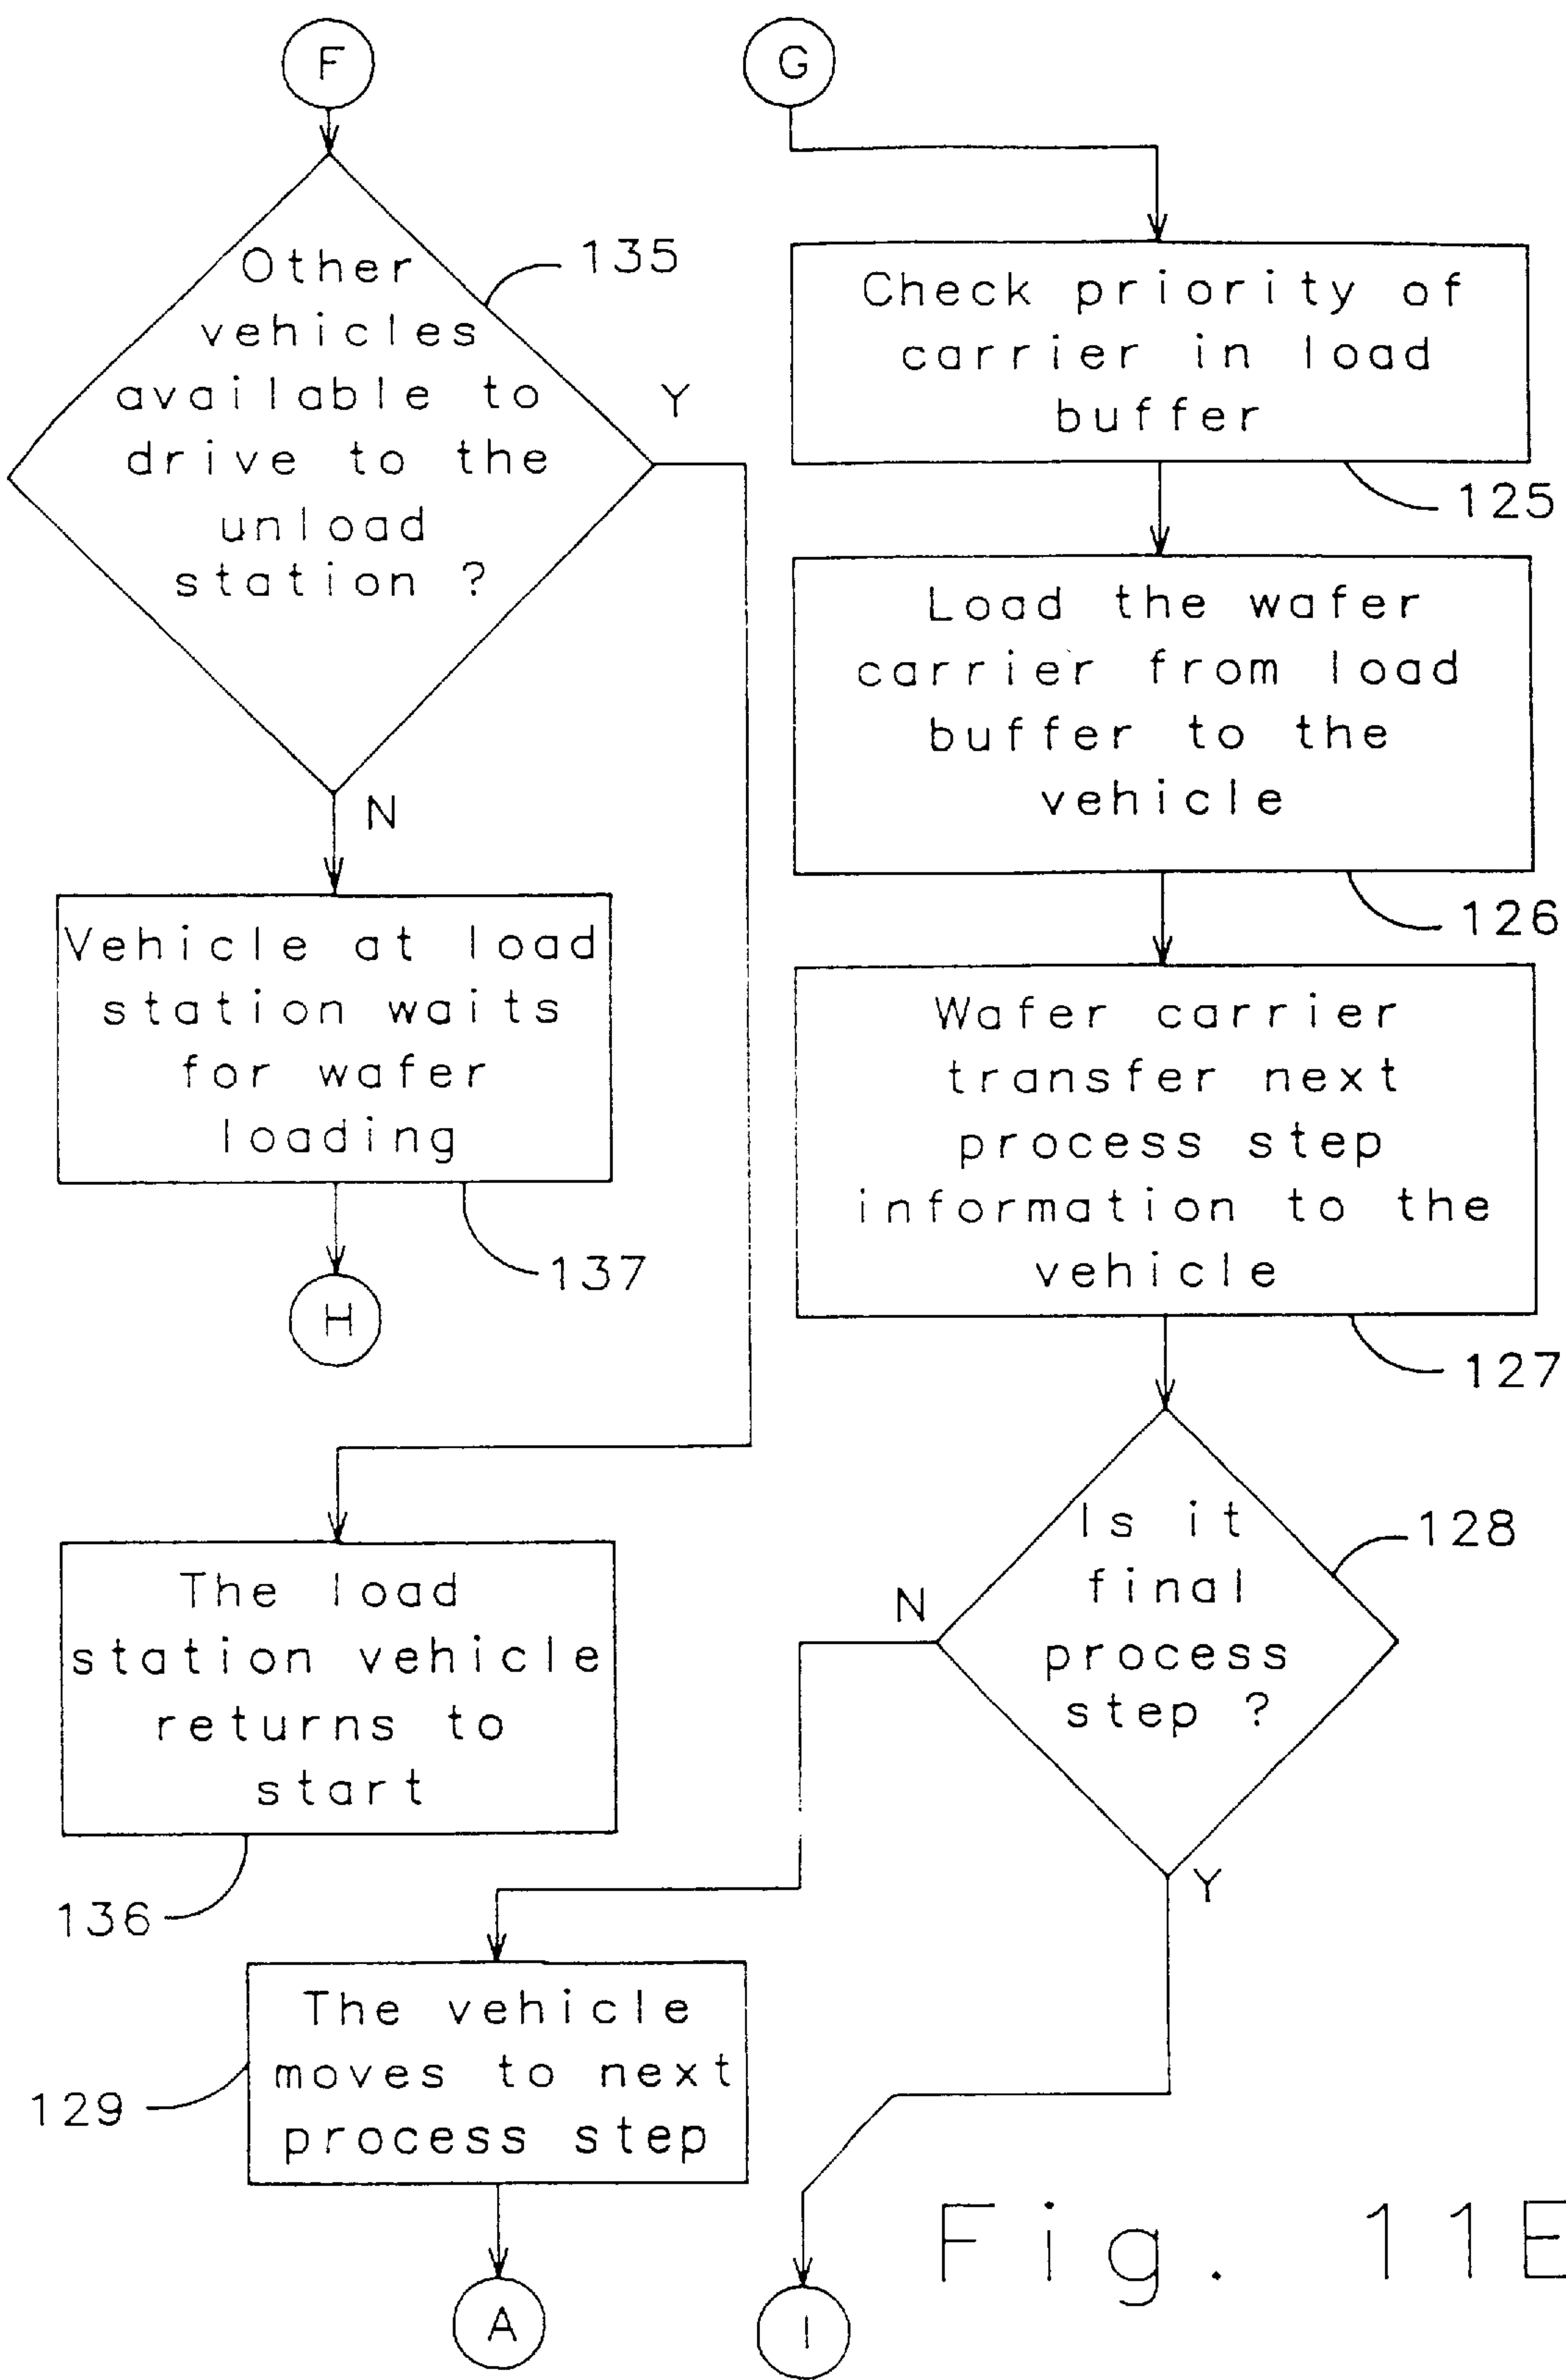 F
Other
vehicles
available to
drive to the
unload
station ?
135
Y
N
Vehicle at load
station waits
for wafer
loading
137
H
The load
station vehicle
returns to
start
136
G
Check priority of
carrier in load
buffer
125
Load the wafer
carrier from load
buffer to the
vehicle
126
Wafer carrier
transfer next
process step
information to the
vehicle
127
Is it
final
process
step ?
128
N
Y
The vehicle
moves to next
process step
129
A
I
Fig. 11E